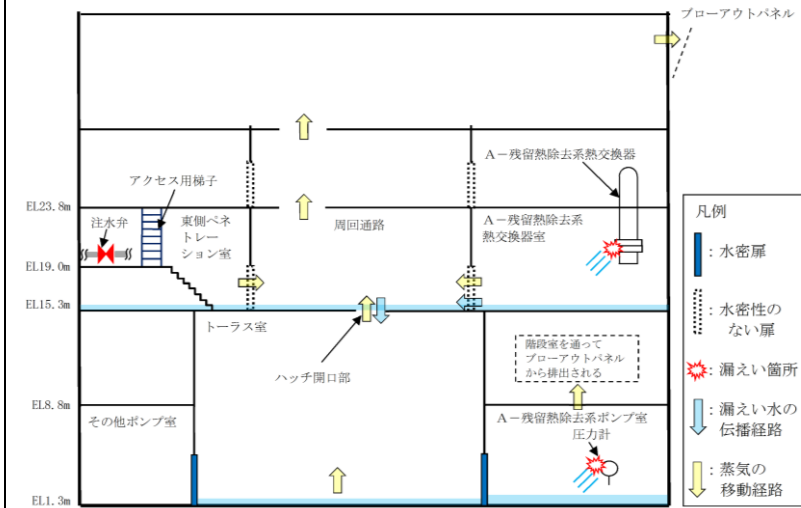 ブローアウトパネル
A－残留熱除去系熱交換器
アクセス用梯子
EL23.8m
注水弁
東側ペネ
トレー
ション室
周回通路
A－残留熱除去系
熱交換器室
EL19.0m
EL15.3m
トーラス室
ハッチ開口部
階段室を通って
ブローアウトパネル
から排出される
EL8.8m
その他ポンプ室
A－残留熱除去系ポンプ室
圧力計
EL1.3m
凡例
：水密扉
：水密性の
ない扉
：漏えい箇所
：漏えい水の
伝播経路
：蒸気の
移動経路